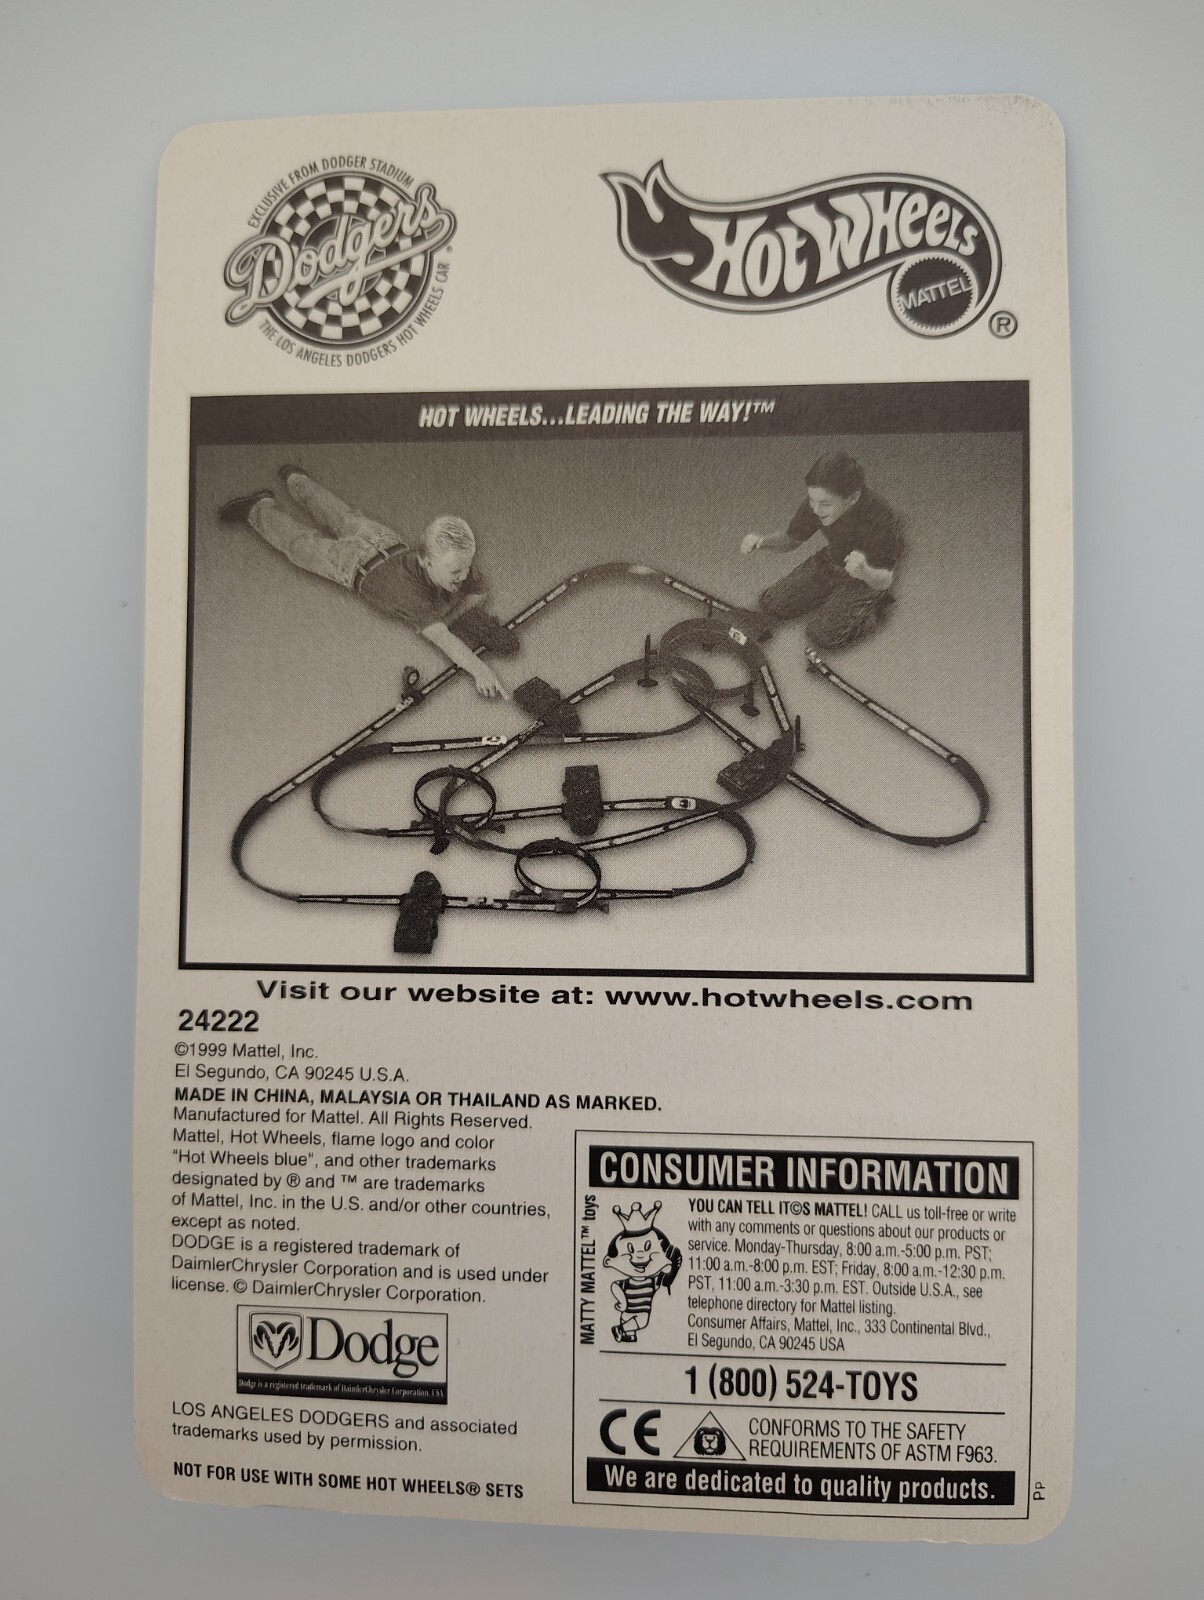 EXCLUSIVE FROM DODGER STADIUM
Dodgers
THE LOS ANGELES DODGERS HOT WHEELS CAR
Hot Wheels
MATTEL
®
HOT WHEELS...LEADING THE WAY!™
Visit our website at: www.hotwheels.com
24222
©1999 Mattel, Inc.
El Segundo, CA 90245 U.S.A.
MADE IN CHINA, MALAYSIA OR THAILAND AS MARKED.
Manufactured for Mattel. All Rights Reserved.
Mattel, Hot Wheels, flame logo and color
"Hot Wheels blue", and other trademarks
designated by ® and ™ are trademarks
of Mattel, Inc. in the U.S. and/or other countries,
except as noted.
DODGE is a registered trademark of
DaimlerChrysler Corporation and is used under
license. © DaimlerChrysler Corporation.
Dodge
Dodge is a registered trademark of DaimlerChrysler Corporation, USA
LOS ANGELES DODGERS and associated
trademarks used by permission.
NOT FOR USE WITH SOME HOT WHEELS® SETS
CONSUMER INFORMATION
MATTY MATTEL™ toys
YOU CAN TELL IT©S MATTEL! CALL us toll-free or write
with any comments or questions about our products or
service. Monday-Thursday, 8:00 a.m.-5:00 p.m. PST;
11:00 a.m.-8:00 p.m. EST; Friday, 8:00 a.m.-12:30 p.m.
PST, 11:00 a.m.-3:30 p.m. EST. Outside U.S.A., see
telephone directory for Mattel listing.
Consumer Affairs, Mattel, Inc., 333 Continental Blvd.,
El Segundo, CA 90245 USA
1 (800) 524-TOYS
CE
CONFORMS TO THE SAFETY
REQUIREMENTS OF ASTM F963.
We are dedicated to quality products.
PP